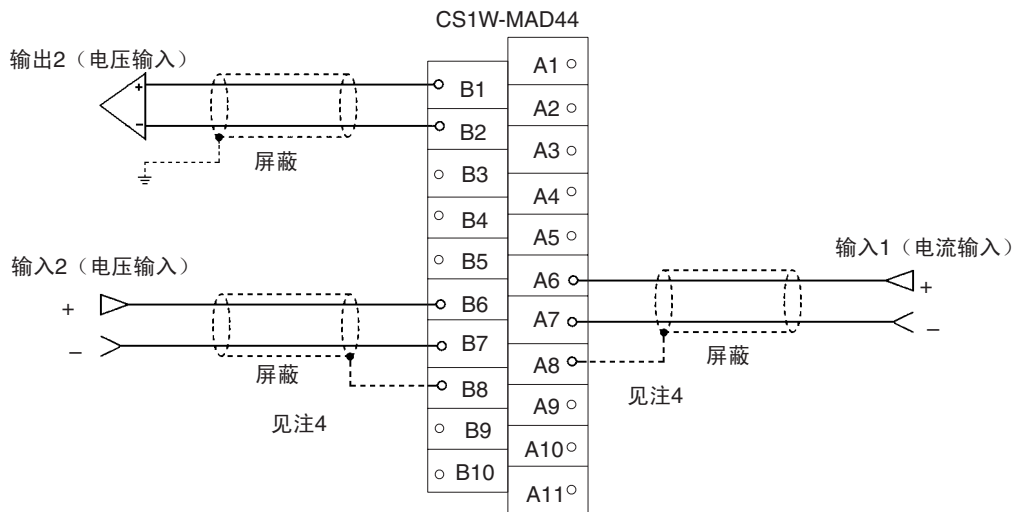 CS1W-MAD44
输出2（电压输入）
+
−
屏蔽
B1
B2
B3
B4
B5
B6
B7
B8
B9
B10
A1
A2
A3
A4
A5
A6
A7
A8
A9
A10
A11
输入2（电压输入）
+
−
屏蔽
见注4
输入1（电流输入）
+
−
屏蔽
见注4